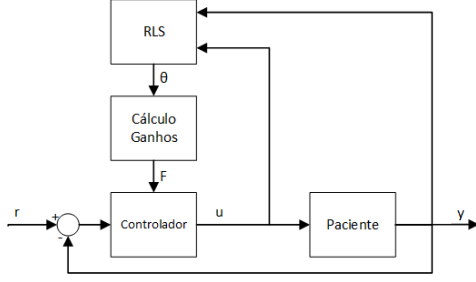 RLS
θ
Cálculo
Ganhos
F
r
+
-
Controlador
u
Paciente
y